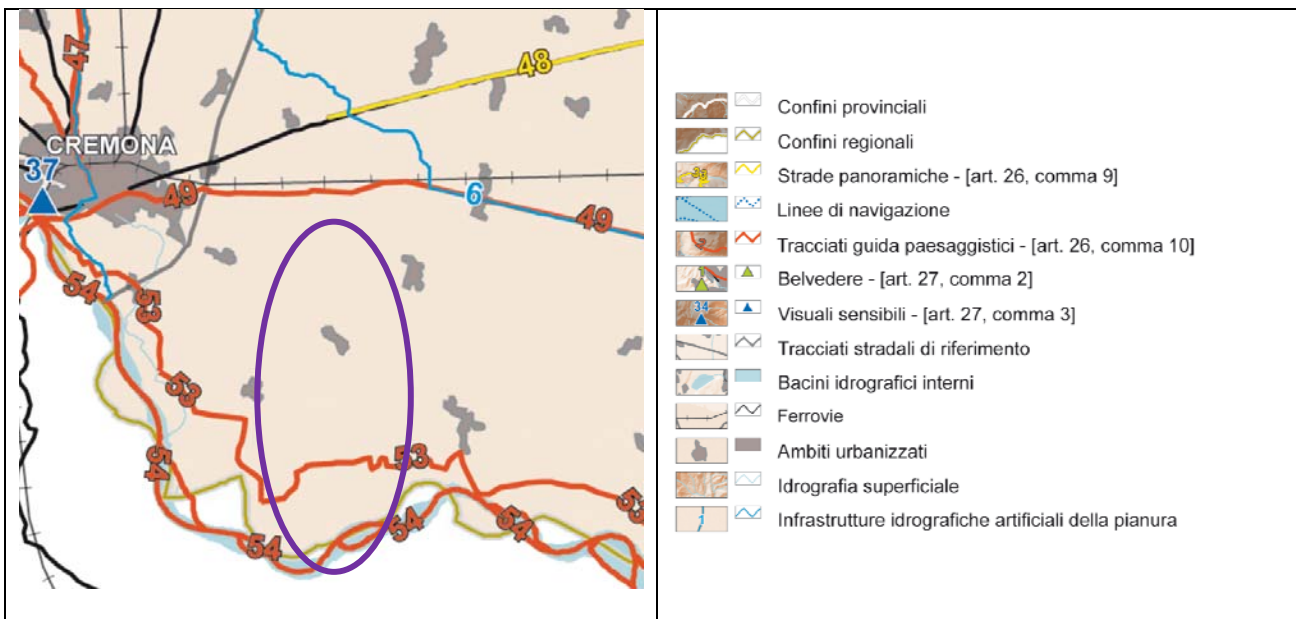 47
48
CREMONA
37
49
6
49
54
53
53
53
54
54
54
54
53
Confini provinciali
Confini regionali
Strade panoramiche - [art. 26, comma 9]
Linee di navigazione
Tracciati guida paesaggistici - [art. 26, comma 10]
Belvedere - [art. 27, comma 2]
34
Visuali sensibili - [art. 27, comma 3]
Tracciati stradali di riferimento
Bacini idrografici interni
Ferrovie
Ambiti urbanizzati
Idrografia superficiale
1
Infrastrutture idrografiche artificiali della pianura